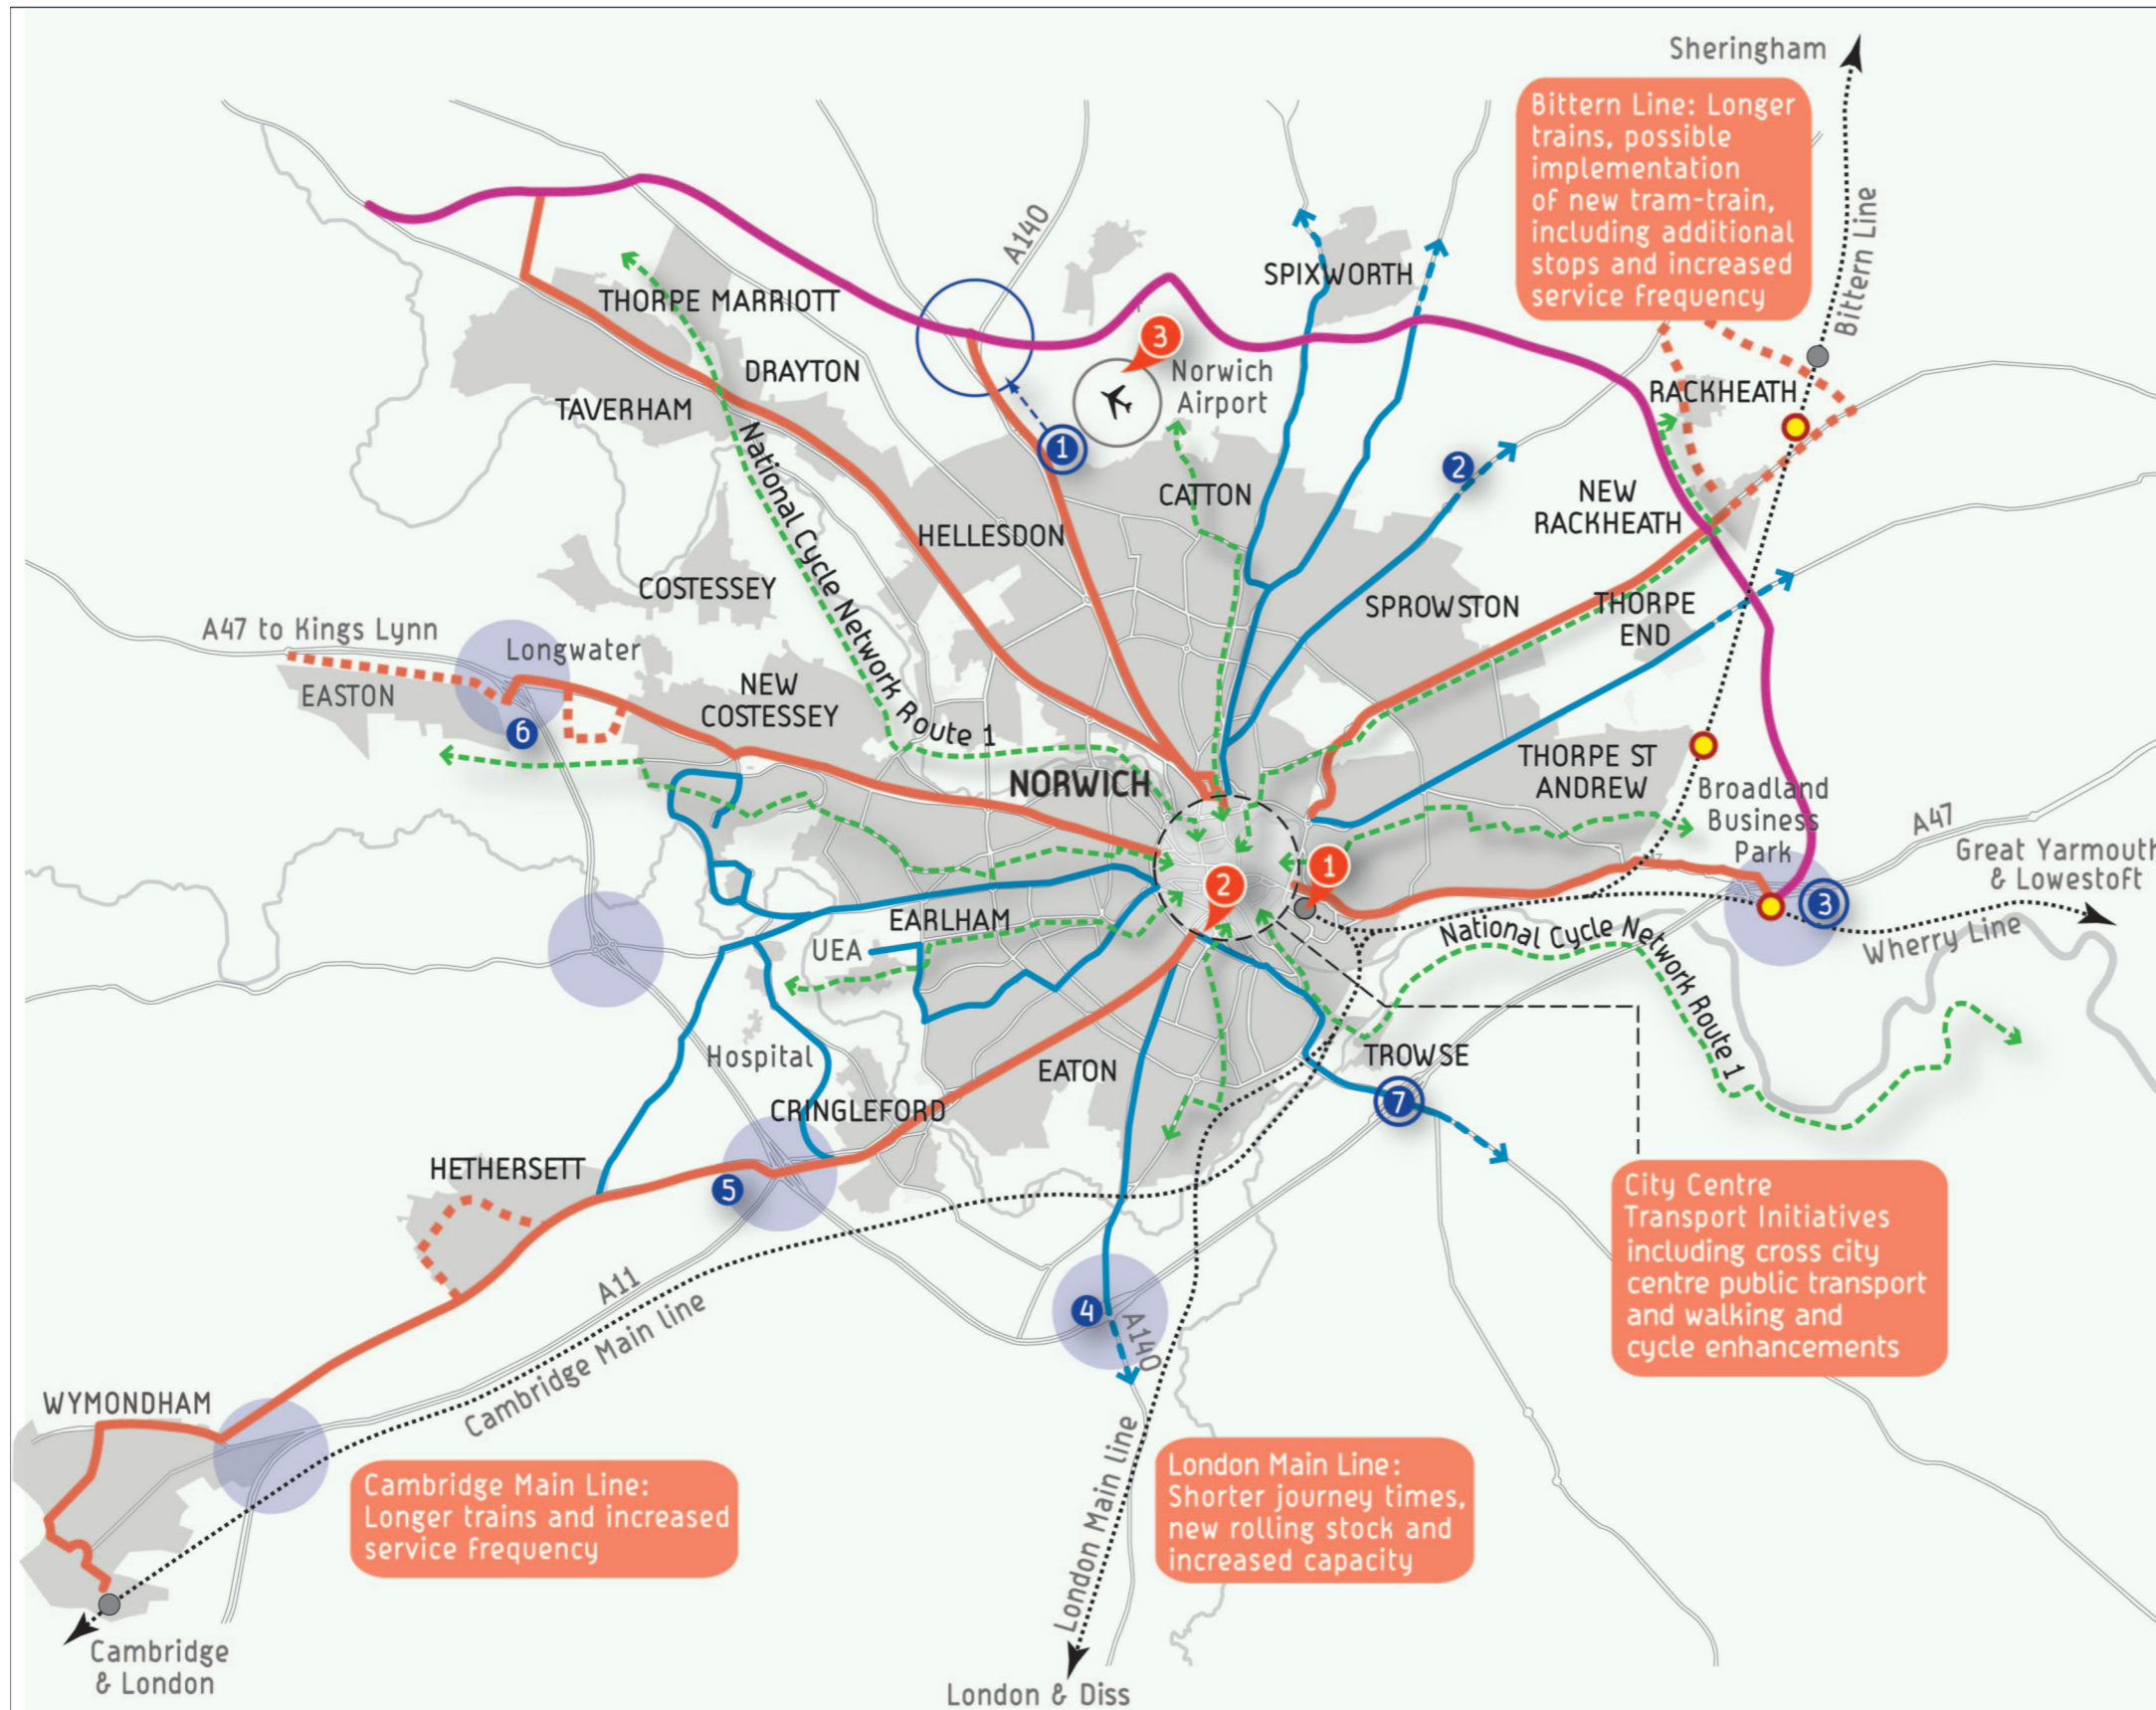 Sheringham
Bittern Line: Longer
trains, possible
implementation
of new tram-train,
including additional
stops and increased
service frequency
Bittern Line
A140
SPIXWORTH
THORPE MARRIOTT
3
DRAYTON
Norwich
Airport
TAVERHAM
RACKHEATH
1
2
CATTON
NEW
RACKHEATH
HELLESDON
National Cycle Network Route 1
COSTESSEY
SPROWSTON
THORPE
END
A47 to Kings Lynn
Longwater
EASTON
NEW
COSTESSEY
6
THORPE ST
ANDREW
NORWICH
Broadland
Business
Park
A47
Great Yarmouth
& Lowestoft
1
2
3
EARLHAM
UEA
National Cycle Network Route 1
Wherry Line
Hospital
EATON
TROWSE
CRINGLEFORD
7
HETHERSETT
5
City Centre
Transport Initiatives
including cross city
centre public transport
and walking and
cycle enhancements
A11
4
A140
Cambridge Main line
WYMONDHAM
Cambridge Main Line:
Longer trains and increased
service frequency
London Main line
London Main Line:
Shorter journey times,
new rolling stock and
increased capacity
Cambridge
& London
London & Diss